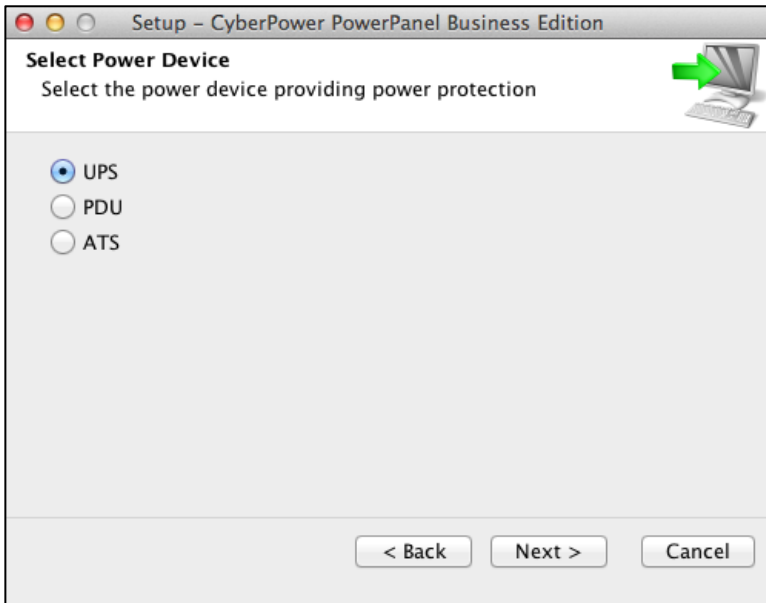 Setup – CyberPower PowerPanel Business Edition
Select Power Device
Select the power device providing power protection
UPS
PDU
ATS
< Back Next > Cancel